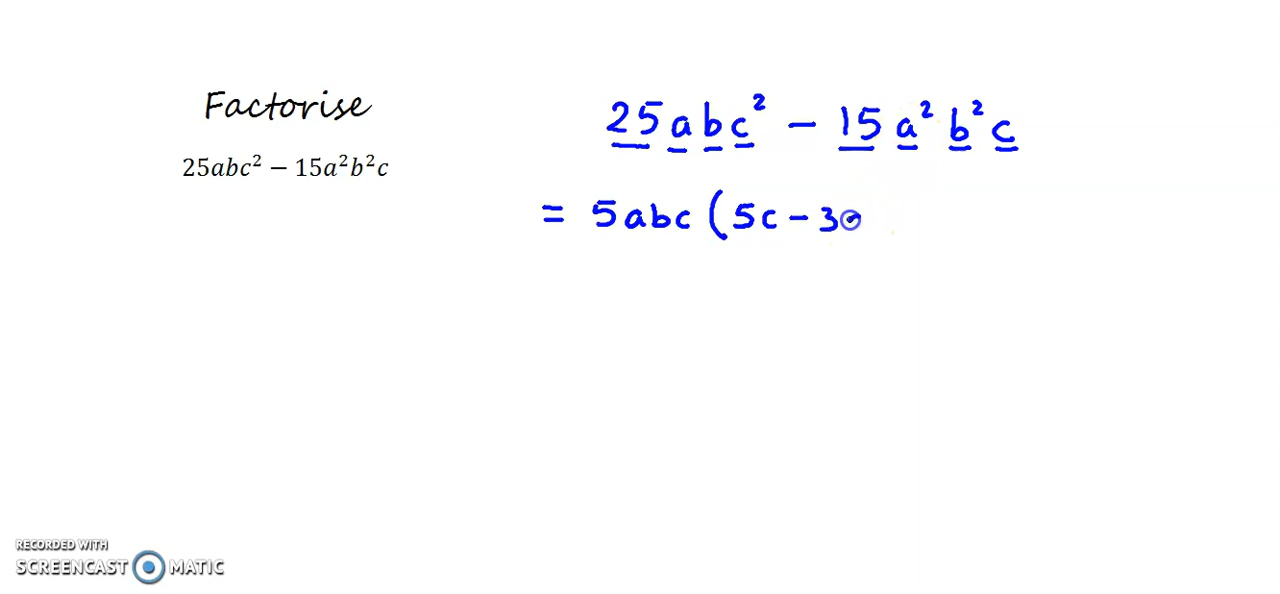 Factorise
25abc² − 15a²b²c
25abc² − 15a²b²c
= 5abc (5c − 3
RECORDED WITH
SCREENCAST MATIC